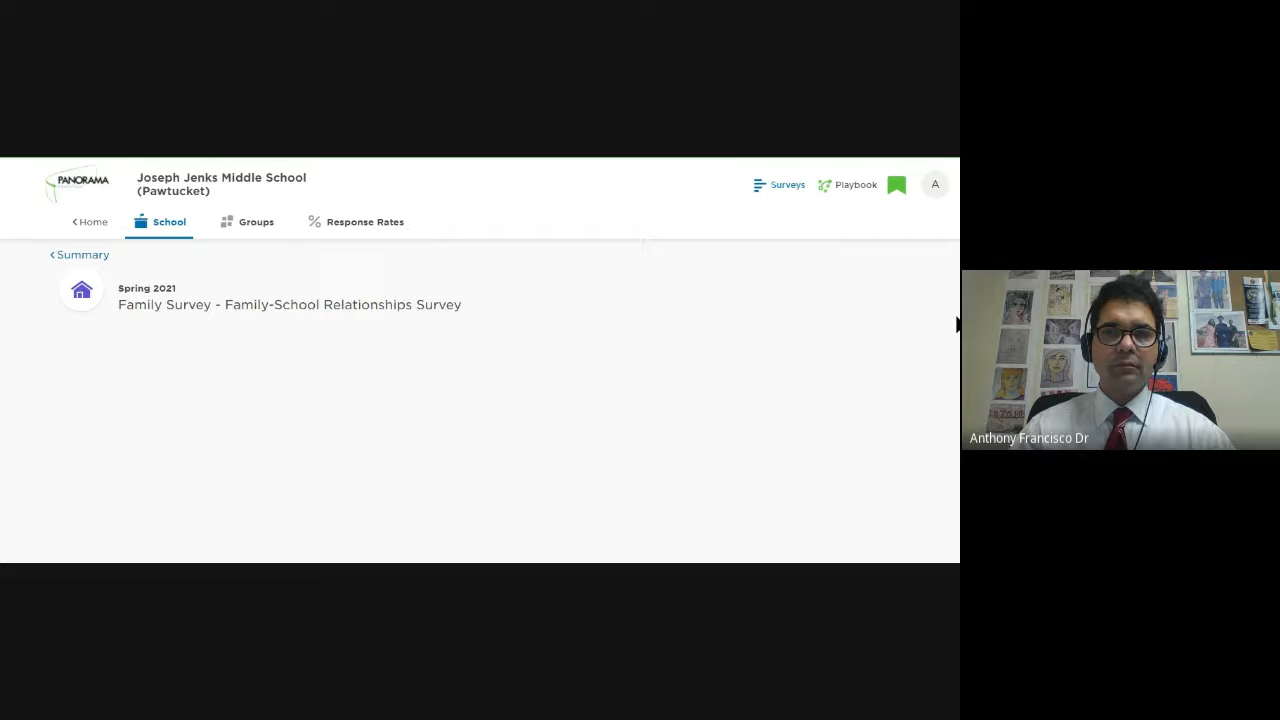 PANORAMA
Joseph Jenks Middle School
(Pawtucket)
Surveys
Playbook
A
Home
School
Groups
Response Rates
Summary
Spring 2021
Family Survey - Family-School Relationships Survey
Anthony Francisco Dr